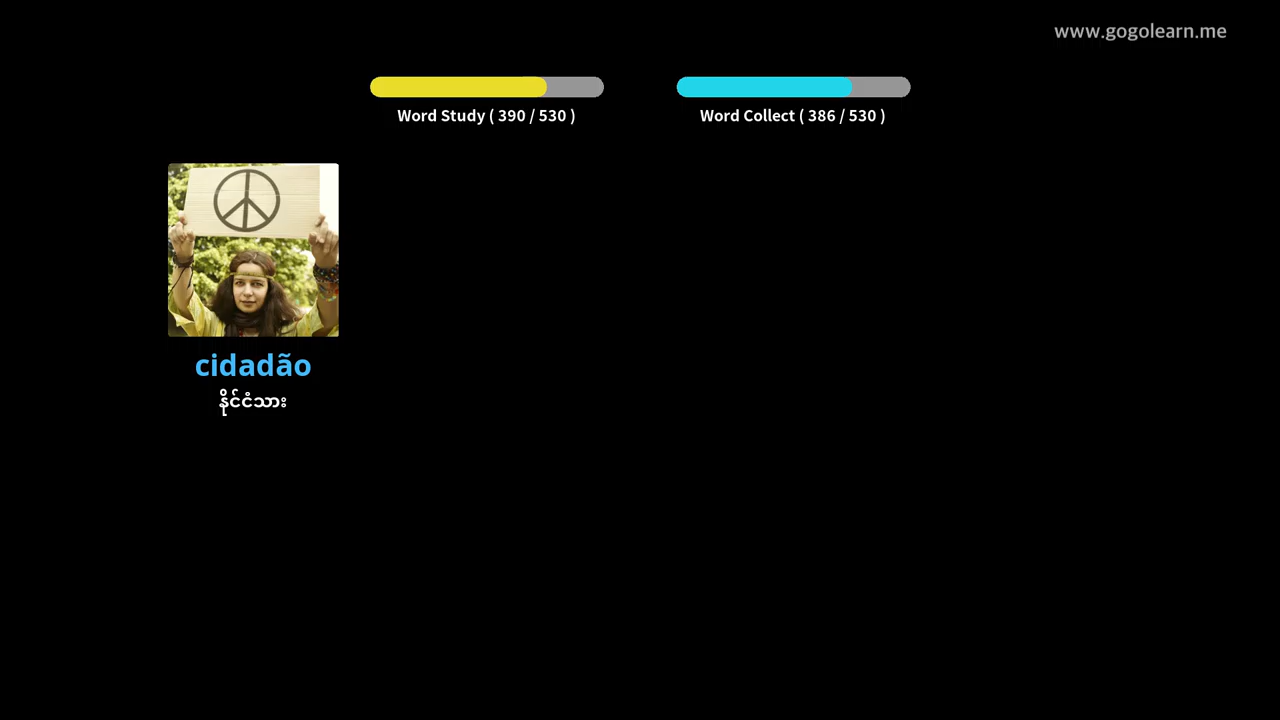 www.gogolearn.me
Word Study ( 390 / 530 )
Word Collect ( 386 / 530 )
cidadão
နိုင်ငံသား